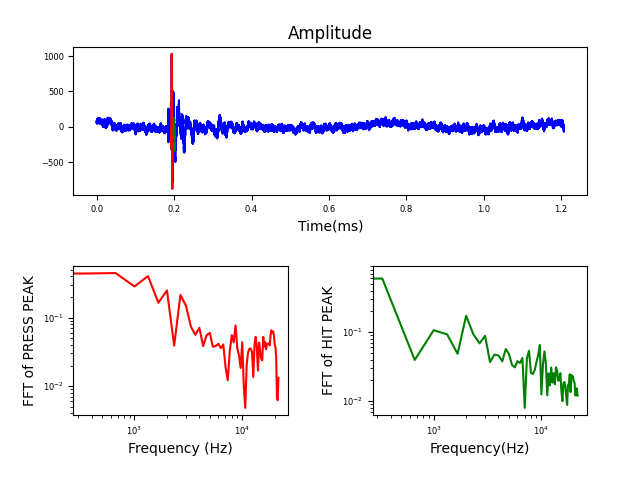 Amplitude
1000
500
0
−500
0.0 0.2 0.4 0.6 0.8 1.0 1.2
Time(ms)
FFT of PRESS PEAK
10⁻¹
10⁻²
10³ 10⁴
Frequency (Hz)
FFT of HIT PEAK
10⁻¹
10⁻²
10³ 10⁴
Frequency(Hz)